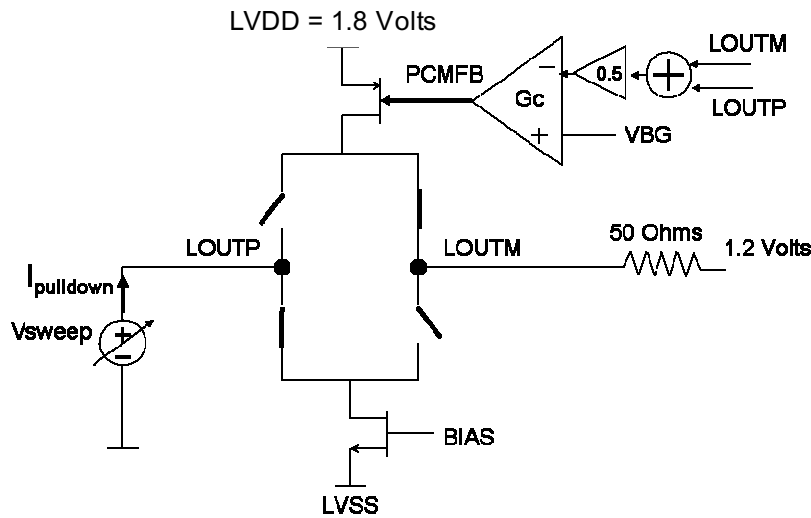 LVDD = 1.8 Volts
PCMFB
Gc
−
+
0.5
+
LOUTM
LOUTP
VBG
LOUTP
LOUTM
50 Ohms
1.2 Volts
Ipulldown
Vsweep
+
−
BIAS
LVSS